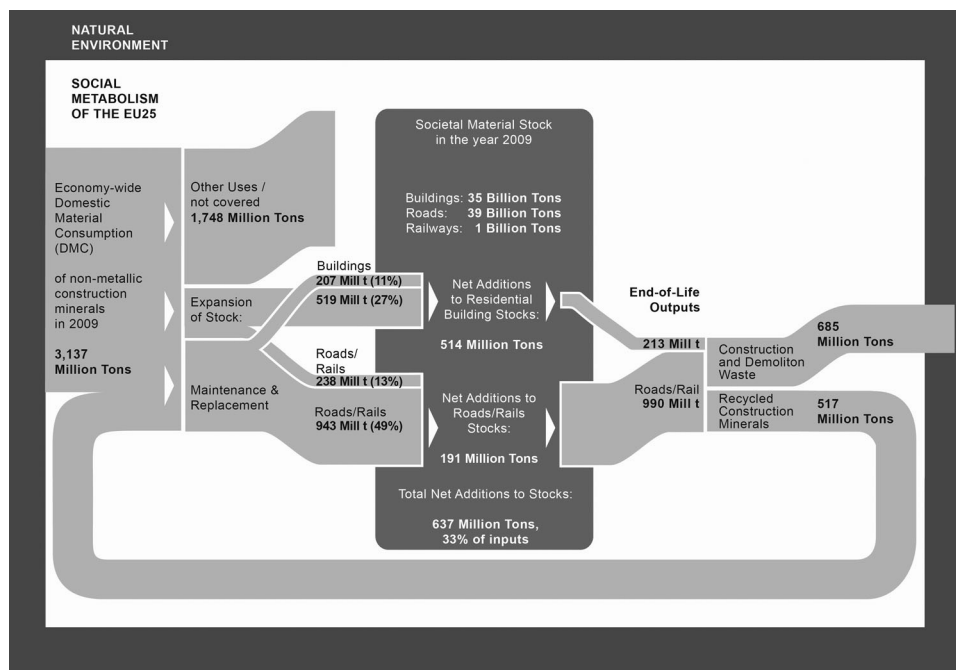 NATURAL
ENVIRONMENT
SOCIAL
METABOLISM
OF THE EU25
Economy-wide
Domestic
Material
Consumption
(DMC)
of non-metallic
construction
minerals
in 2009
3,137
Million Tons
Other Uses /
not covered
1,748 Million Tons
Expansion
of Stock:
Maintenance &
Replacement
Buildings
207 Mill t (11%)
519 Mill t (27%)
Roads/
Rails
238 Mill t (13%)
Roads/Rails
943 Mill t (49%)
Societal Material Stock
in the year 2009
Buildings: 35 Billion Tons
Roads: 39 Billion Tons
Railways: 1 Billion Tons
Net Additions
to Residential
Building Stocks:
514 Million Tons
Net Additions to
Roads/Rails
Stocks:
191 Million Tons
Total Net Additions to Stocks:
637 Million Tons,
33% of inputs
End-of-Life
Outputs
213 Mill t
Roads/Rail
990 Mill t
Construction
and Demoliton
Waste
685
Million Tons
Recycled
Construction
Minerals
517
Million Tons